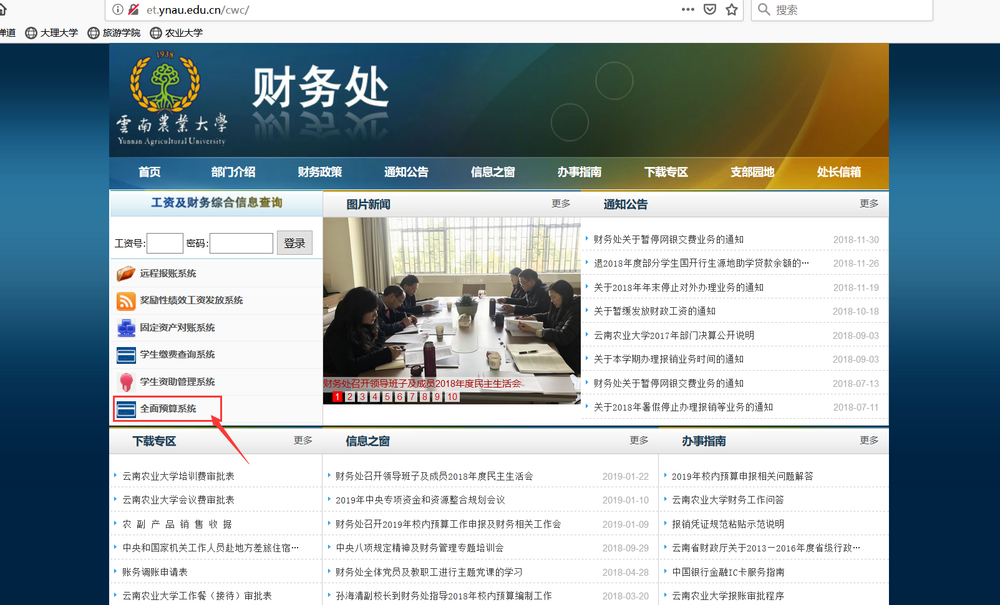 et.ynau.edu.cn/cwc/
搜索
禅道 大理大学 旅游学院 农业大学
1938
雲南農業大學
Yunnan Agricultural University
财务处
首页 部门介绍 财务政策 通知公告 信息之窗 办事指南 下载专区 支部园地 处长信箱
工资及财务综合信息查询
工资号: 密码: 登录
远程报账系统
奖励性绩效工资发放系统
固定资产对账系统
学生缴费查询系统
学生资助管理系统
全面预算系统
图片新闻 更多
财务处召开领导班子及成员2018年度民主生活会
1 2 3 4 5 6 7 8 9 10
通知公告 更多
财务处关于暂停网银交费业务的通知 2018-11-30
退2018年度部分学生国开行生源地助学贷款余额的… 2018-11-26
关于2018年年末停止对外办理业务的通知 2018-11-19
关于暂缓发放财政工资的通知 2018-10-18
云南农业大学2017年部门决算公开说明 2018-09-03
关于本学期办理报销业务时间的通知 2018-09-03
财务处关于暂停网银交费业务的通知 2018-07-13
关于2018年暑假停止办理报销等业务的通知 2018-07-11
下载专区 更多
云南农业大学培训费审批表
云南农业大学会议费审批表
农 副 产 品 销 售 收 据
中央和国家机关工作人员赴地方差旅住宿…
账务调账申请表
云南农业大学工作餐（接待）审批表
信息之窗 更多
财务处召开领导班子及成员2018年度民主生活会 2019-01-22
2019年中央专项资金和资源整合规划会议 2019-01-10
财务处召开2019年校内预算工作申报及财务相关工作会 2019-01-09
中央八项规定精神及财务管理专题培训会 2018-09-29
财务处全体党员及教职工进行主题党课的学习 2018-04-28
孙海清副校长到财务处指导2018年校内预算编制工作 2018-03-20
办事指南 更多
2019年校内预算申报相关问题解答
云南农业大学财务工作问答
报销凭证规范粘贴示范说明
云南省财政厅关于2013－2016年度省级行政…
中国银行金融IC卡服务指南
云南农业大学报账审批程序